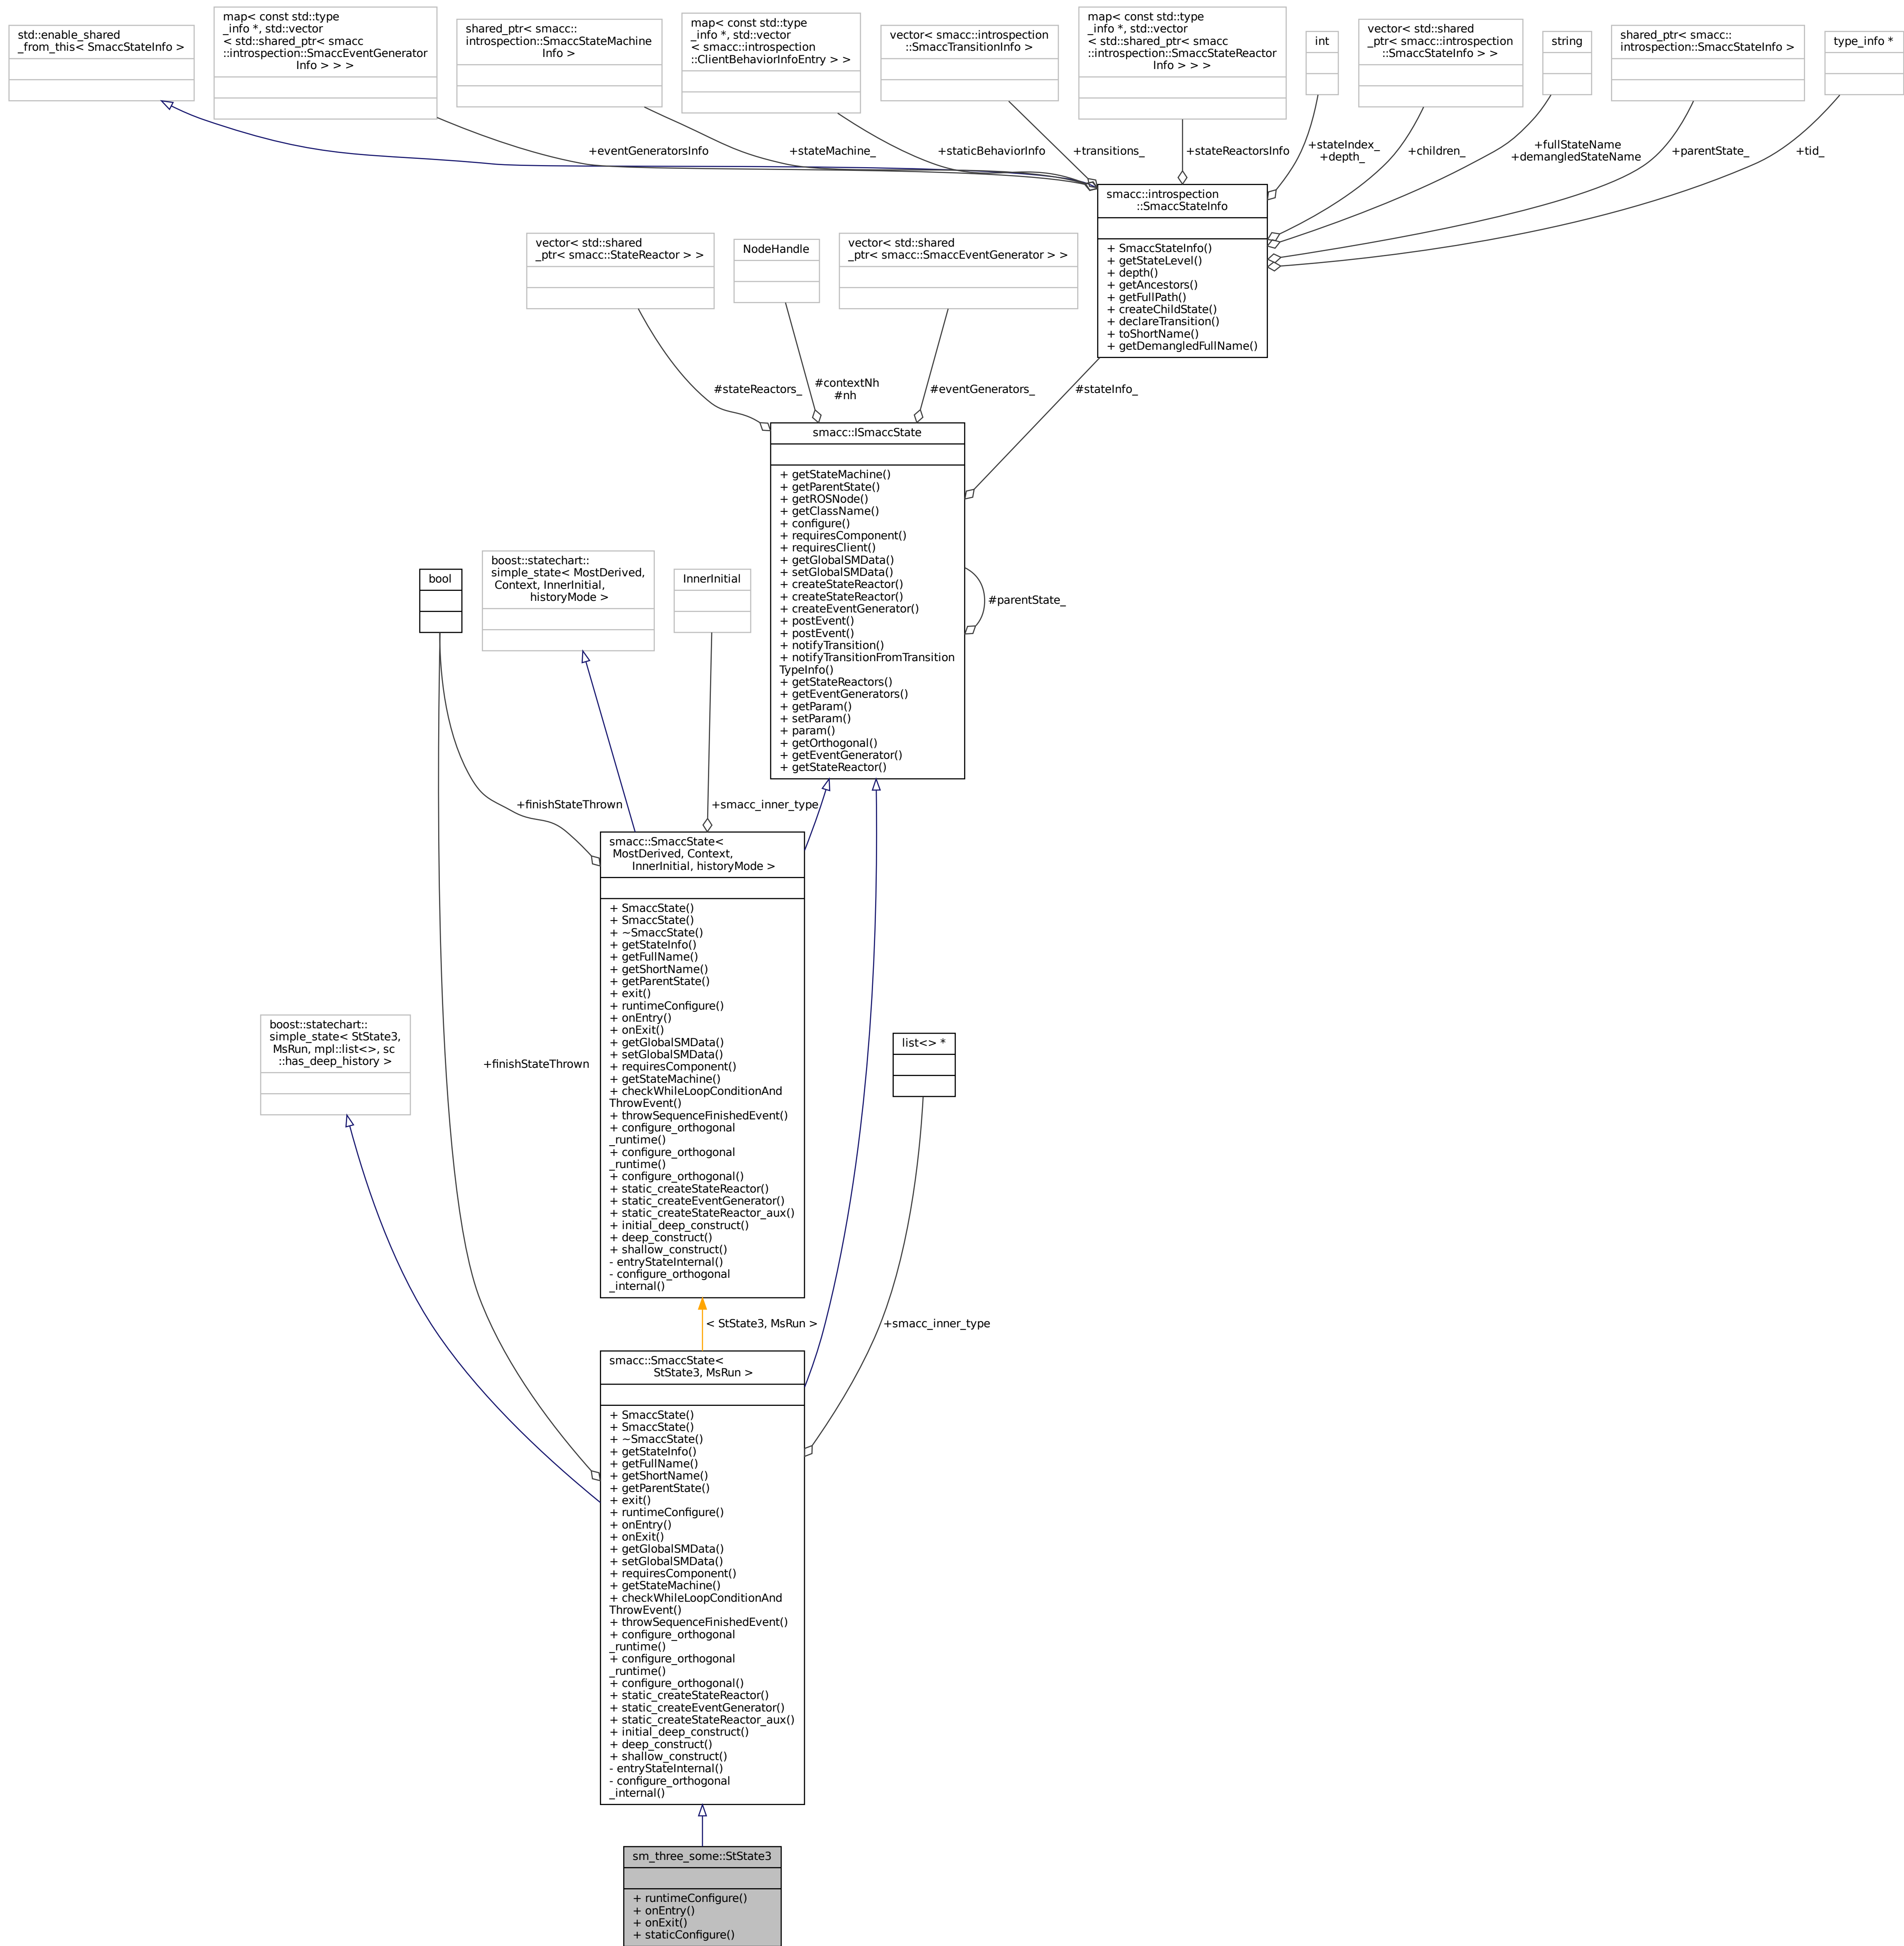 std::enable_shared
_from_this< SmaccStateInfo >
map< const std::type
_info *, std::vector
< std::shared_ptr< smacc
::introspection::SmaccEventGenerator
Info > > >
shared_ptr< smacc::
introspection::SmaccStateMachine
Info >
map< const std::type
_info *, std::vector
< smacc::introspection
::ClientBehaviorInfoEntry > >
vector< smacc::introspection
::SmaccTransitionInfo >
map< const std::type
_info *, std::vector
< std::shared_ptr< smacc
::introspection::SmaccStateReactor
Info > > >
int
vector< std::shared
_ptr< smacc::introspection
::SmaccStateInfo > >
string
shared_ptr< smacc::
introspection::SmaccStateInfo >
type_info *
+eventGeneratorsInfo
+stateMachine_
+staticBehaviorInfo
+transitions_
+stateReactorsInfo
+stateIndex_
+depth_
+children_
+fullStateName
+demangledStateName
+parentState_
+tid_
smacc::introspection
::SmaccStateInfo
+ SmaccStateInfo()
+ getStateLevel()
+ depth()
+ getAncestors()
+ getFullPath()
+ createChildState()
+ declareTransition()
+ toShortName()
+ getDemangledFullName()
vector< std::shared
_ptr< smacc::StateReactor > >
NodeHandle
vector< std::shared
_ptr< smacc::SmaccEventGenerator > >
#stateReactors_
#contextNh
#nh
#eventGenerators_
#stateInfo_
smacc::ISmaccState
+ getStateMachine()
+ getParentState()
+ getROSNode()
+ getClassName()
+ configure()
+ requiresComponent()
+ requiresClient()
+ getGlobalSMData()
+ setGlobalSMData()
+ createStateReactor()
+ createStateReactor()
+ createEventGenerator()
+ postEvent()
+ postEvent()
+ notifyTransition()
+ notifyTransitionFromTransition
TypeInfo()
+ getStateReactors()
+ getEventGenerators()
+ getParam()
+ setParam()
+ param()
+ getOrthogonal()
+ getEventGenerator()
+ getStateReactor()
#parentState_
bool
boost::statechart::
simple_state< MostDerived,
Context, InnerInitial,
historyMode >
InnerInitial
+finishStateThrown
+smacc_inner_type
smacc::SmaccState<
MostDerived, Context,
InnerInitial, historyMode >
+ SmaccState()
+ SmaccState()
+ ~SmaccState()
+ getStateInfo()
+ getFullName()
+ getShortName()
+ getParentState()
+ exit()
+ runtimeConfigure()
+ onEntry()
+ onExit()
+ getGlobalSMData()
+ setGlobalSMData()
+ requiresComponent()
+ getStateMachine()
+ checkWhileLoopConditionAnd
ThrowEvent()
+ throwSequenceFinishedEvent()
+ configure_orthogonal
_runtime()
+ configure_orthogonal
_runtime()
+ configure_orthogonal()
+ static_createStateReactor()
+ static_createEventGenerator()
+ static_createStateReactor_aux()
+ initial_deep_construct()
+ deep_construct()
+ shallow_construct()
- entryStateInternal()
- configure_orthogonal
_internal()
boost::statechart::
simple_state< StState3,
MsRun, mpl::list<>, sc
::has_deep_history >
+finishStateThrown
list<> *
< StState3, MsRun >
+smacc_inner_type
smacc::SmaccState<
StState3, MsRun >
+ SmaccState()
+ SmaccState()
+ ~SmaccState()
+ getStateInfo()
+ getFullName()
+ getShortName()
+ getParentState()
+ exit()
+ runtimeConfigure()
+ onEntry()
+ onExit()
+ getGlobalSMData()
+ setGlobalSMData()
+ requiresComponent()
+ getStateMachine()
+ checkWhileLoopConditionAnd
ThrowEvent()
+ throwSequenceFinishedEvent()
+ configure_orthogonal
_runtime()
+ configure_orthogonal
_runtime()
+ configure_orthogonal()
+ static_createStateReactor()
+ static_createEventGenerator()
+ static_createStateReactor_aux()
+ initial_deep_construct()
+ deep_construct()
+ shallow_construct()
- entryStateInternal()
- configure_orthogonal
_internal()
sm_three_some::StState3
+ runtimeConfigure()
+ onEntry()
+ onExit()
+ staticConfigure()